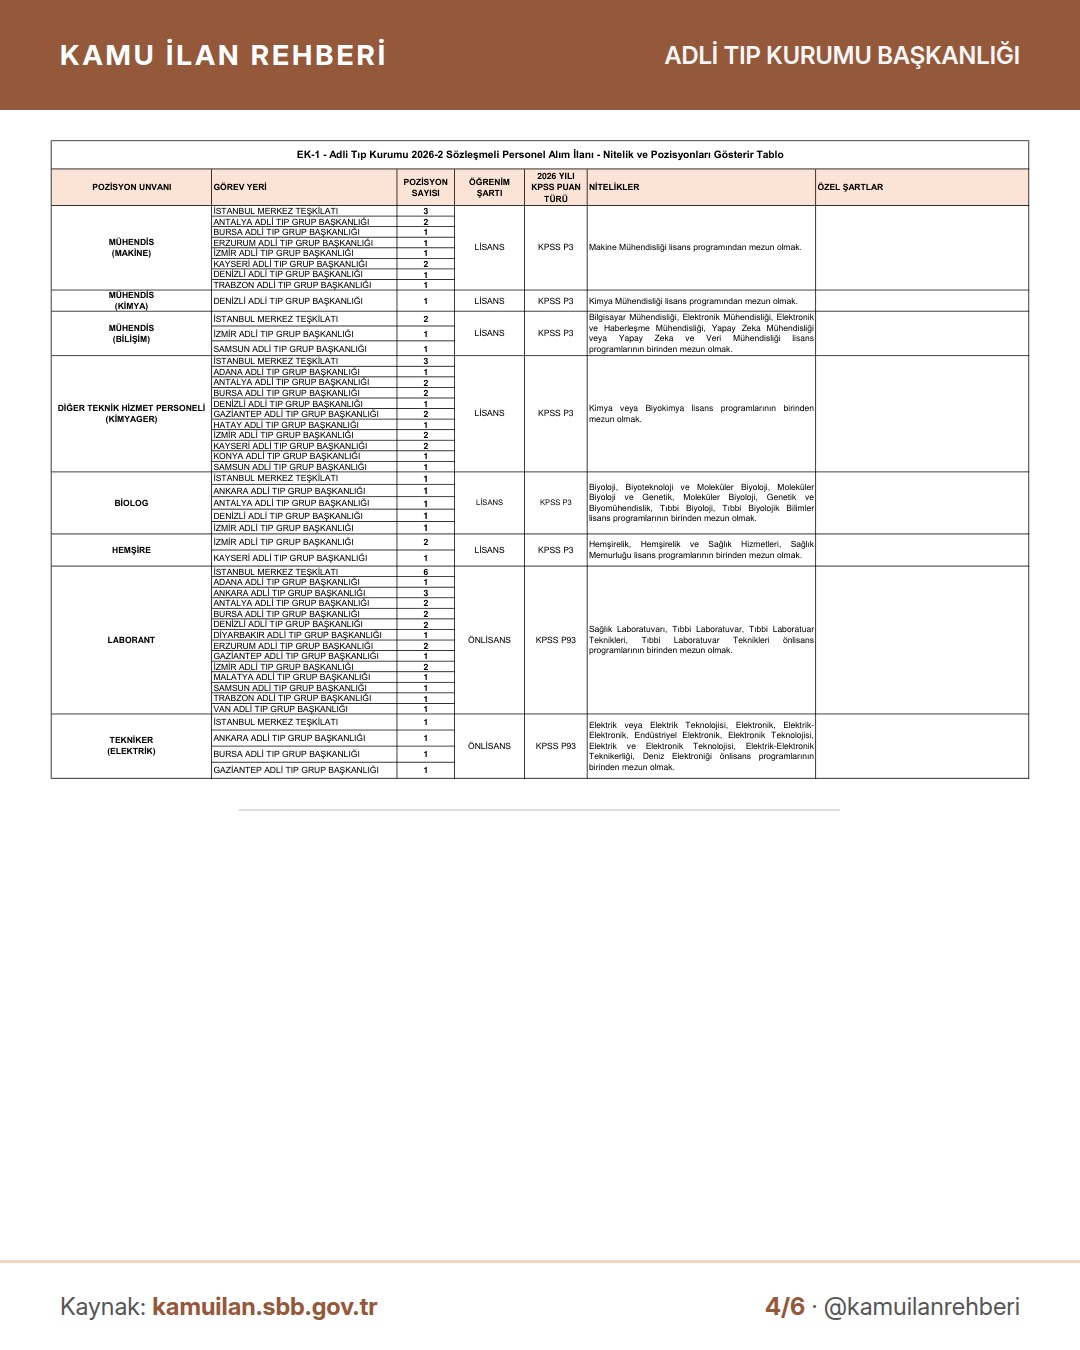 KAMU İLAN REHBERİ
ADLİ TIP KURUMU BAŞKANLIĞI
EK-1 - Adli Tıp Kurumu 2026-2 Sözleşmeli Personel Alım İlanı - Nitelik ve Pozisyonları Gösterir Tablo
POZİSYON UNVANI
GÖREV YERİ
POZİSYON
SAYISI
ÖĞRENİM
ŞARTI
2026 YILI
KPSS PUAN
TÜRÜ
NİTELİKLER
ÖZEL ŞARTLAR
MÜHENDİS
(MAKİNE)
İSTANBUL MERKEZ TEŞKİLATI 3
ANTALYA ADLİ TIP GRUP BAŞKANLIĞI 2
BURSA ADLİ TIP GRUP BAŞKANLIĞI 1
ERZURUM ADLİ TIP GRUP BAŞKANLIĞI 1
İZMİR ADLİ TIP GRUP BAŞKANLIĞI 1
KAYSERİ ADLİ TIP GRUP BAŞKANLIĞI 2
DENİZLİ ADLİ TIP GRUP BAŞKANLIĞI 1
TRABZON ADLİ TIP GRUP BAŞKANLIĞI 1
LİSANS
KPSS P3
Makine Mühendisliği lisans programından mezun olmak.
MÜHENDİS
(KİMYA)
DENİZLİ ADLİ TIP GRUP BAŞKANLIĞI 1
LİSANS
KPSS P3
Kimya Mühendisliği lisans programından mezun olmak.
MÜHENDİS
(BİLİŞİM)
İSTANBUL MERKEZ TEŞKİLATI 2
İZMİR ADLİ TIP GRUP BAŞKANLIĞI 1
SAMSUN ADLİ TIP GRUP BAŞKANLIĞI 1
LİSANS
KPSS P3
Bilgisayar Mühendisliği, Elektronik Mühendisliği, Elektronik
ve Haberleşme Mühendisliği, Yapay Zeka Mühendisliği
veya Yapay Zeka ve Veri Mühendisliği lisans
programlarının birinden mezun olmak.
DİĞER TEKNİK HİZMET PERSONELİ
(KİMYAGER)
İSTANBUL MERKEZ TEŞKİLATI 3
ADANA ADLİ TIP GRUP BAŞKANLIĞI 1
ANTALYA ADLİ TIP GRUP BAŞKANLIĞI 2
BURSA ADLİ TIP GRUP BAŞKANLIĞI 2
DENİZLİ ADLİ TIP GRUP BAŞKANLIĞI 1
GAZİANTEP ADLİ TIP GRUP BAŞKANLIĞI 2
HATAY ADLİ TIP GRUP BAŞKANLIĞI 1
İZMİR ADLİ TIP GRUP BAŞKANLIĞI 2
KAYSERİ ADLİ TIP GRUP BAŞKANLIĞI 2
KONYA ADLİ TIP GRUP BAŞKANLIĞI 1
SAMSUN ADLİ TIP GRUP BAŞKANLIĞI 1
LİSANS
KPSS P3
Kimya veya Biyokimya lisans programlarının birinden
mezun olmak.
BİOLOG
İSTANBUL MERKEZ TEŞKİLATI 1
ANKARA ADLİ TIP GRUP BAŞKANLIĞI 1
ANTALYA ADLİ TIP GRUP BAŞKANLIĞI 1
DENİZLİ ADLİ TIP GRUP BAŞKANLIĞI 1
İZMİR ADLİ TIP GRUP BAŞKANLIĞI 1
LİSANS
KPSS P3
Biyoloji, Biyoteknoloji ve Moleküler Biyoloji, Moleküler
Biyoloji ve Genetik, Moleküler Biyoloji, Genetik ve
Biyomühendislik, Tıbbi Biyoloji, Tıbbi Biyolojik Bilimler
lisans programlarının birinden mezun olmak.
HEMŞİRE
İZMİR ADLİ TIP GRUP BAŞKANLIĞI 2
KAYSERİ ADLİ TIP GRUP BAŞKANLIĞI 1
LİSANS
KPSS P3
Hemşirelik, Hemşirelik ve Sağlık Hizmetleri, Sağlık
Memurluğu lisans programlarının birinden mezun olmak.
LABORANT
İSTANBUL MERKEZ TEŞKİLATI 6
ADANA ADLİ TIP GRUP BAŞKANLIĞI 1
ANKARA ADLİ TIP GRUP BAŞKANLIĞI 3
ANTALYA ADLİ TIP GRUP BAŞKANLIĞI 2
BURSA ADLİ TIP GRUP BAŞKANLIĞI 2
DENİZLİ ADLİ TIP GRUP BAŞKANLIĞI 2
DİYARBAKIR ADLİ TIP GRUP BAŞKANLIĞI 1
ERZURUM ADLİ TIP GRUP BAŞKANLIĞI 2
GAZİANTEP ADLİ TIP GRUP BAŞKANLIĞI 1
İZMİR ADLİ TIP GRUP BAŞKANLIĞI 2
MALATYA ADLİ TIP GRUP BAŞKANLIĞI 1
SAMSUN ADLİ TIP GRUP BAŞKANLIĞI 1
TRABZON ADLİ TIP GRUP BAŞKANLIĞI 1
VAN ADLİ TIP GRUP BAŞKANLIĞI 1
ÖNLİSANS
KPSS P93
Sağlık Laboratuvarı, Tıbbi Laboratuvar, Tıbbi Laboratuar
Teknikleri, Tıbbi Laboratuvar Teknikleri önlisans
programlarının birinden mezun olmak.
TEKNİKER
(ELEKTRİK)
İSTANBUL MERKEZ TEŞKİLATI 1
ANKARA ADLİ TIP GRUP BAŞKANLIĞI 1
BURSA ADLİ TIP GRUP BAŞKANLIĞI 1
GAZİANTEP ADLİ TIP GRUP BAŞKANLIĞI 1
ÖNLİSANS
KPSS P93
Elektrik veya Elektrik Teknolojisi, Elektronik, Elektrik-
Elektronik, Endüstriyel Elektronik, Elektronik Teknolojisi,
Elektrik ve Elektronik Teknolojisi, Elektrik-Elektronik
Teknikerliği, Deniz Elektroniği önlisans programlarının
birinden mezun olmak.
Kaynak: kamuilan.sbb.gov.tr
4/6 · @kamuilanrehberi